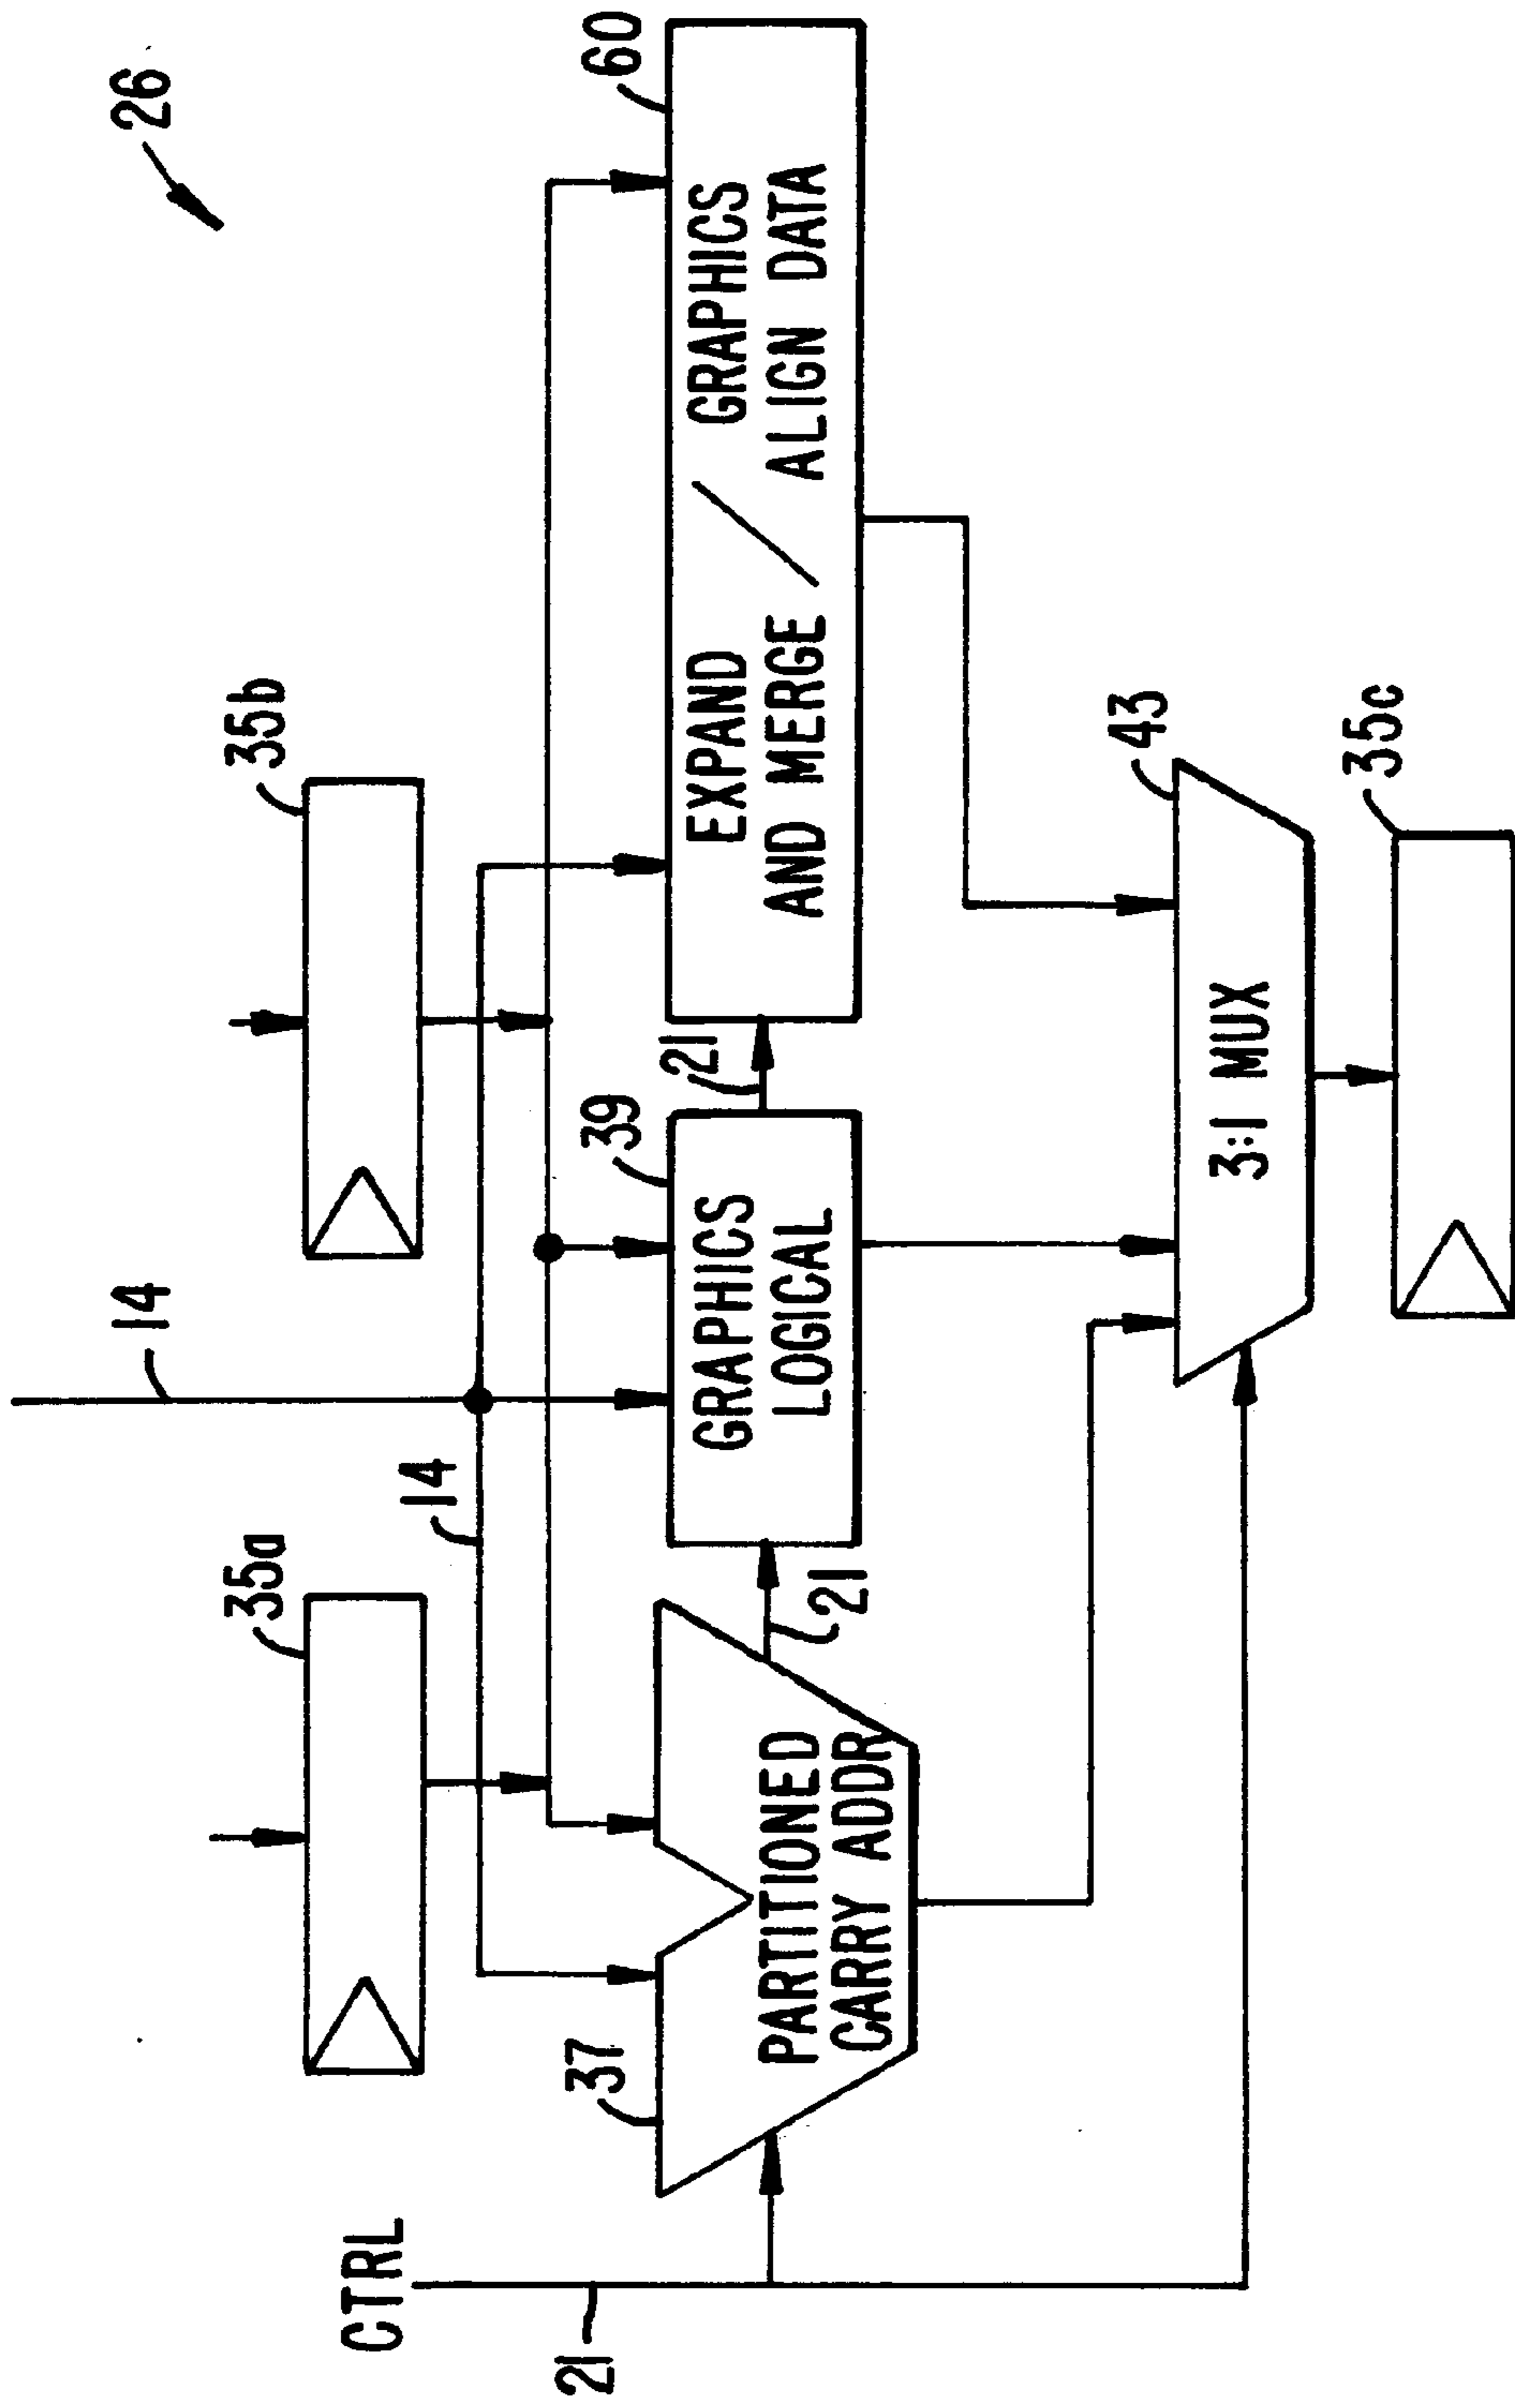 26
14
35a
35b
14
CTRL
21
37
39
60
PARTITIONED
CARRY ADDR
21
GRAPHICS
LOGICAL
21
EXPAND / GRAPHICS
AND MERGE ALIGN DATA
43
3:1 MUX
35c